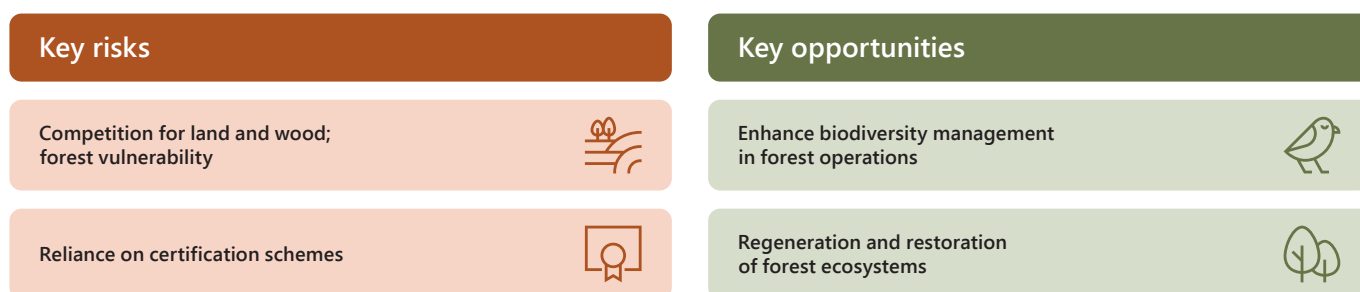 Key risks
Competition for land and wood;
forest vulnerability
Reliance on certification schemes
Key opportunities
Enhance biodiversity management
in forest operations
Regeneration and restoration
of forest ecosystems